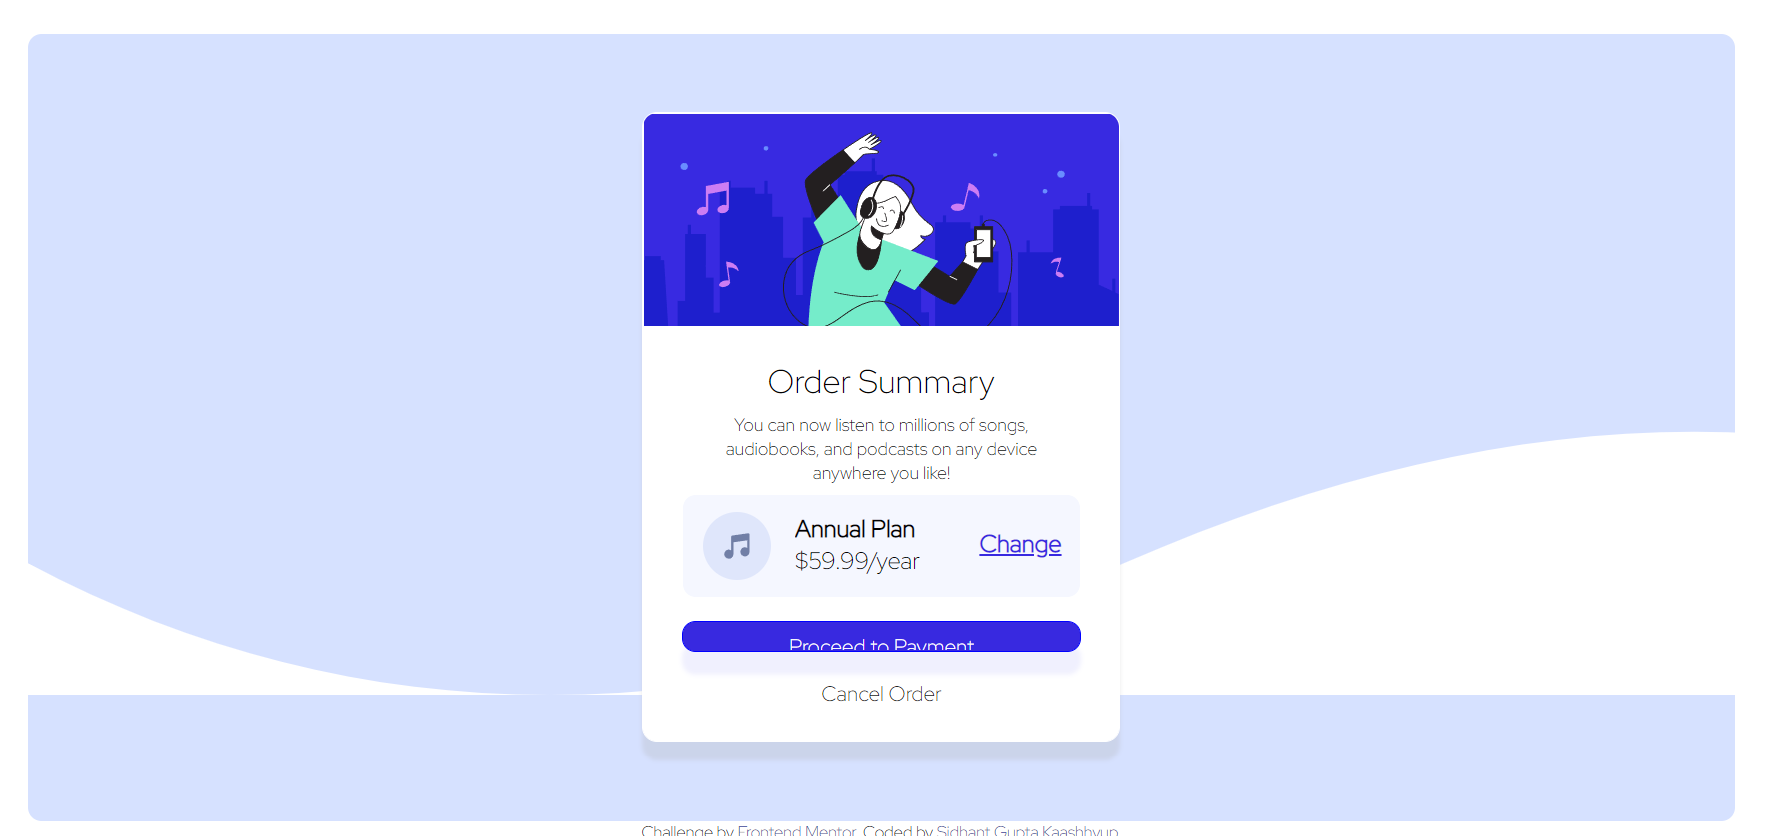 Order Summary
You can now listen to millions of songs,
audiobooks, and podcasts on any device
anywhere you like!
Annual Plan
$59.99/year
Change
Proceed to Payment
Cancel Order
Challenge by Frontend Mentor. Coded by Sidhant Gupta Kaashhyup